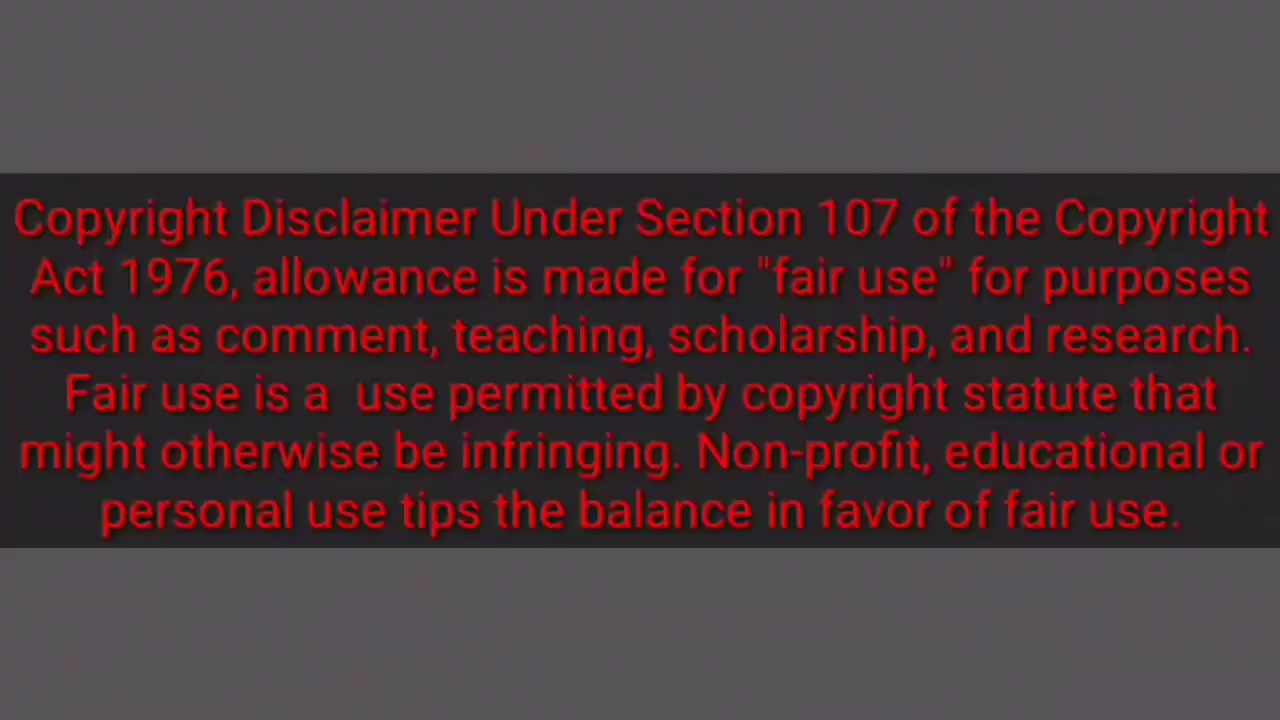 Copyright Disclaimer Under Section 107 of the Copyright
Act 1976, allowance is made for "fair use" for purposes
such as comment, teaching, scholarship, and research.
Fair use is a  use permitted by copyright statute that
might otherwise be infringing. Non-profit, educational or
personal use tips the balance in favor of fair use.